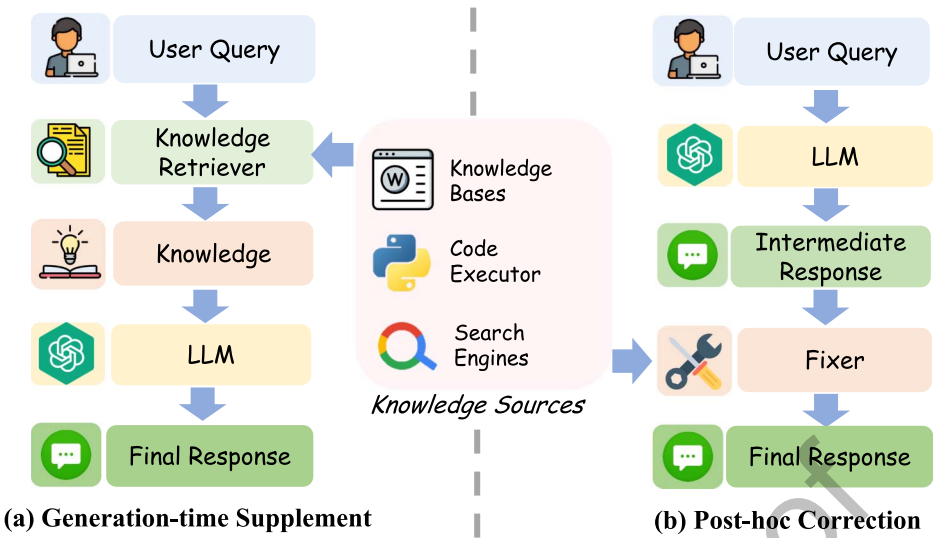 User Query
Knowledge
Retriever
Knowledge
LLM
Final Response
(a) Generation-time Supplement
W
Knowledge
Bases
Code
Executor
Search
Engines
Knowledge Sources
User Query
LLM
Intermediate
Response
Fixer
Final Response
(b) Post-hoc Correction
of